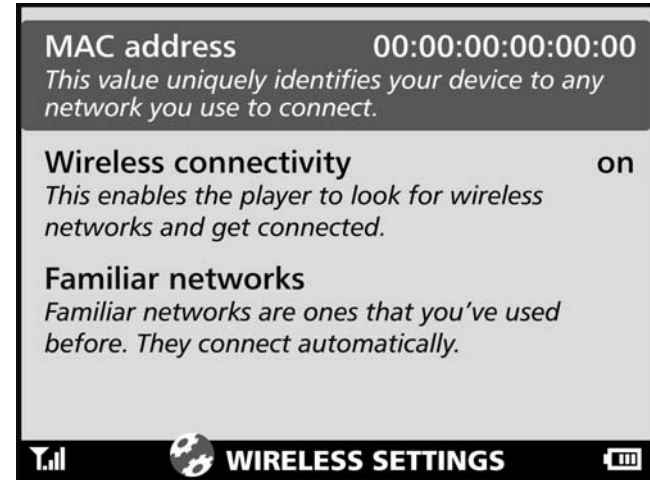 MAC address 00:00:00:00:00:00
This value uniquely identifies your device to any
network you use to connect.
Wireless connectivity on
This enables the player to look for wireless
networks and get connected.
Familiar networks
Familiar networks are ones that you’ve used
before. They connect automatically.
WIRELESS SETTINGS